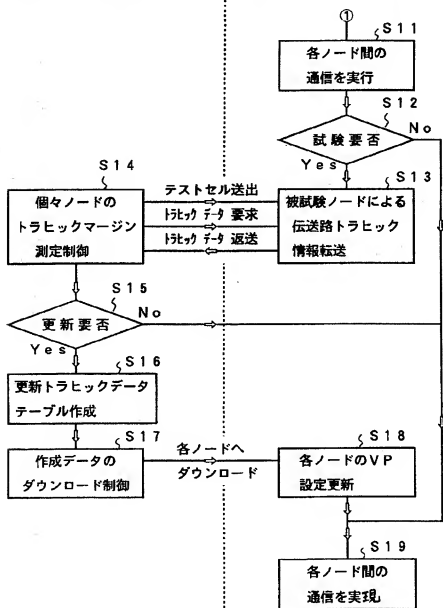 ①
S11
各ノード間の
通信を実行
S12
試験要否
No
Yes
S13
被試験ノードによる
伝送路トラヒック
情報転送
S14
個々ノードの
トラヒックマージン
測定制御
テストセル送出
トラヒック データ 要求
トラヒック データ 返送
S15
更新要否
No
Yes
S16
更新トラヒックデータ
テーブル作成
S17
作成データの
ダウンロード制御
各ノードへ
ダウンロード
S18
各ノードのVP
設定更新
S19
各ノード間の
通信を実現